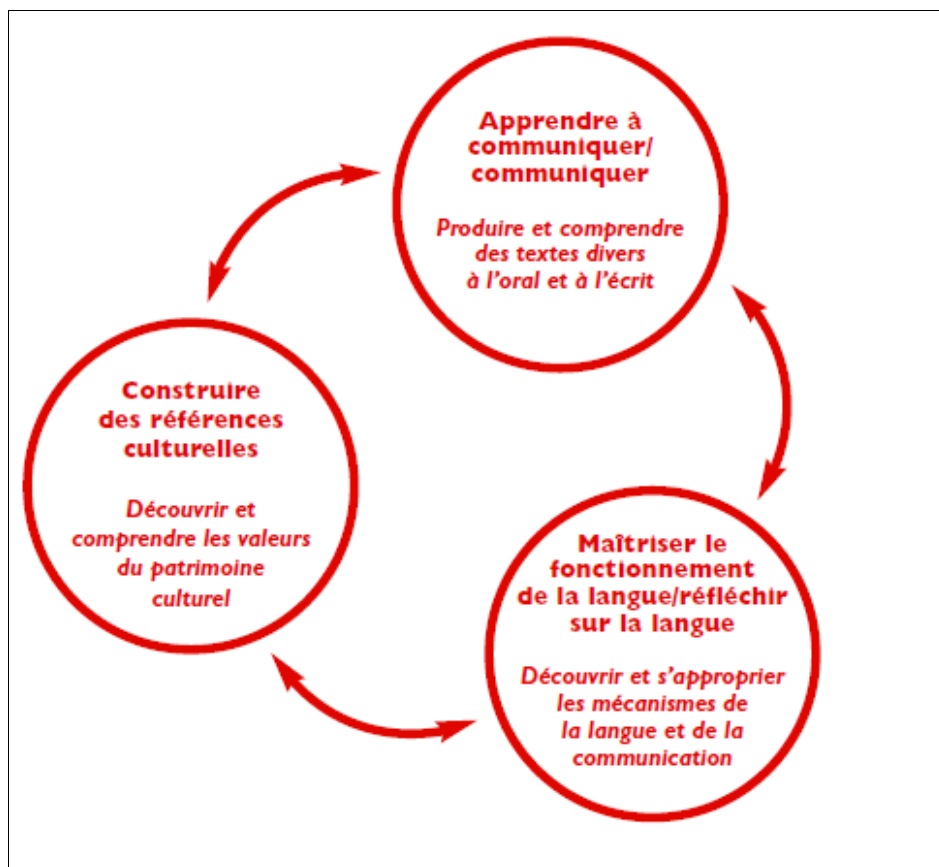 Apprendre à
communiquer/
communiquer
Produire et comprendre
des textes divers
à l'oral et à l'écrit
Construire
des références
culturelles
Découvrir et
comprendre les valeurs
du patrimoine
culturel
Maîtriser le
fonctionnement
de la langue/réfléchir
sur la langue
Découvrir et s'approprier
les mécanismes de
la langue et de la
communication